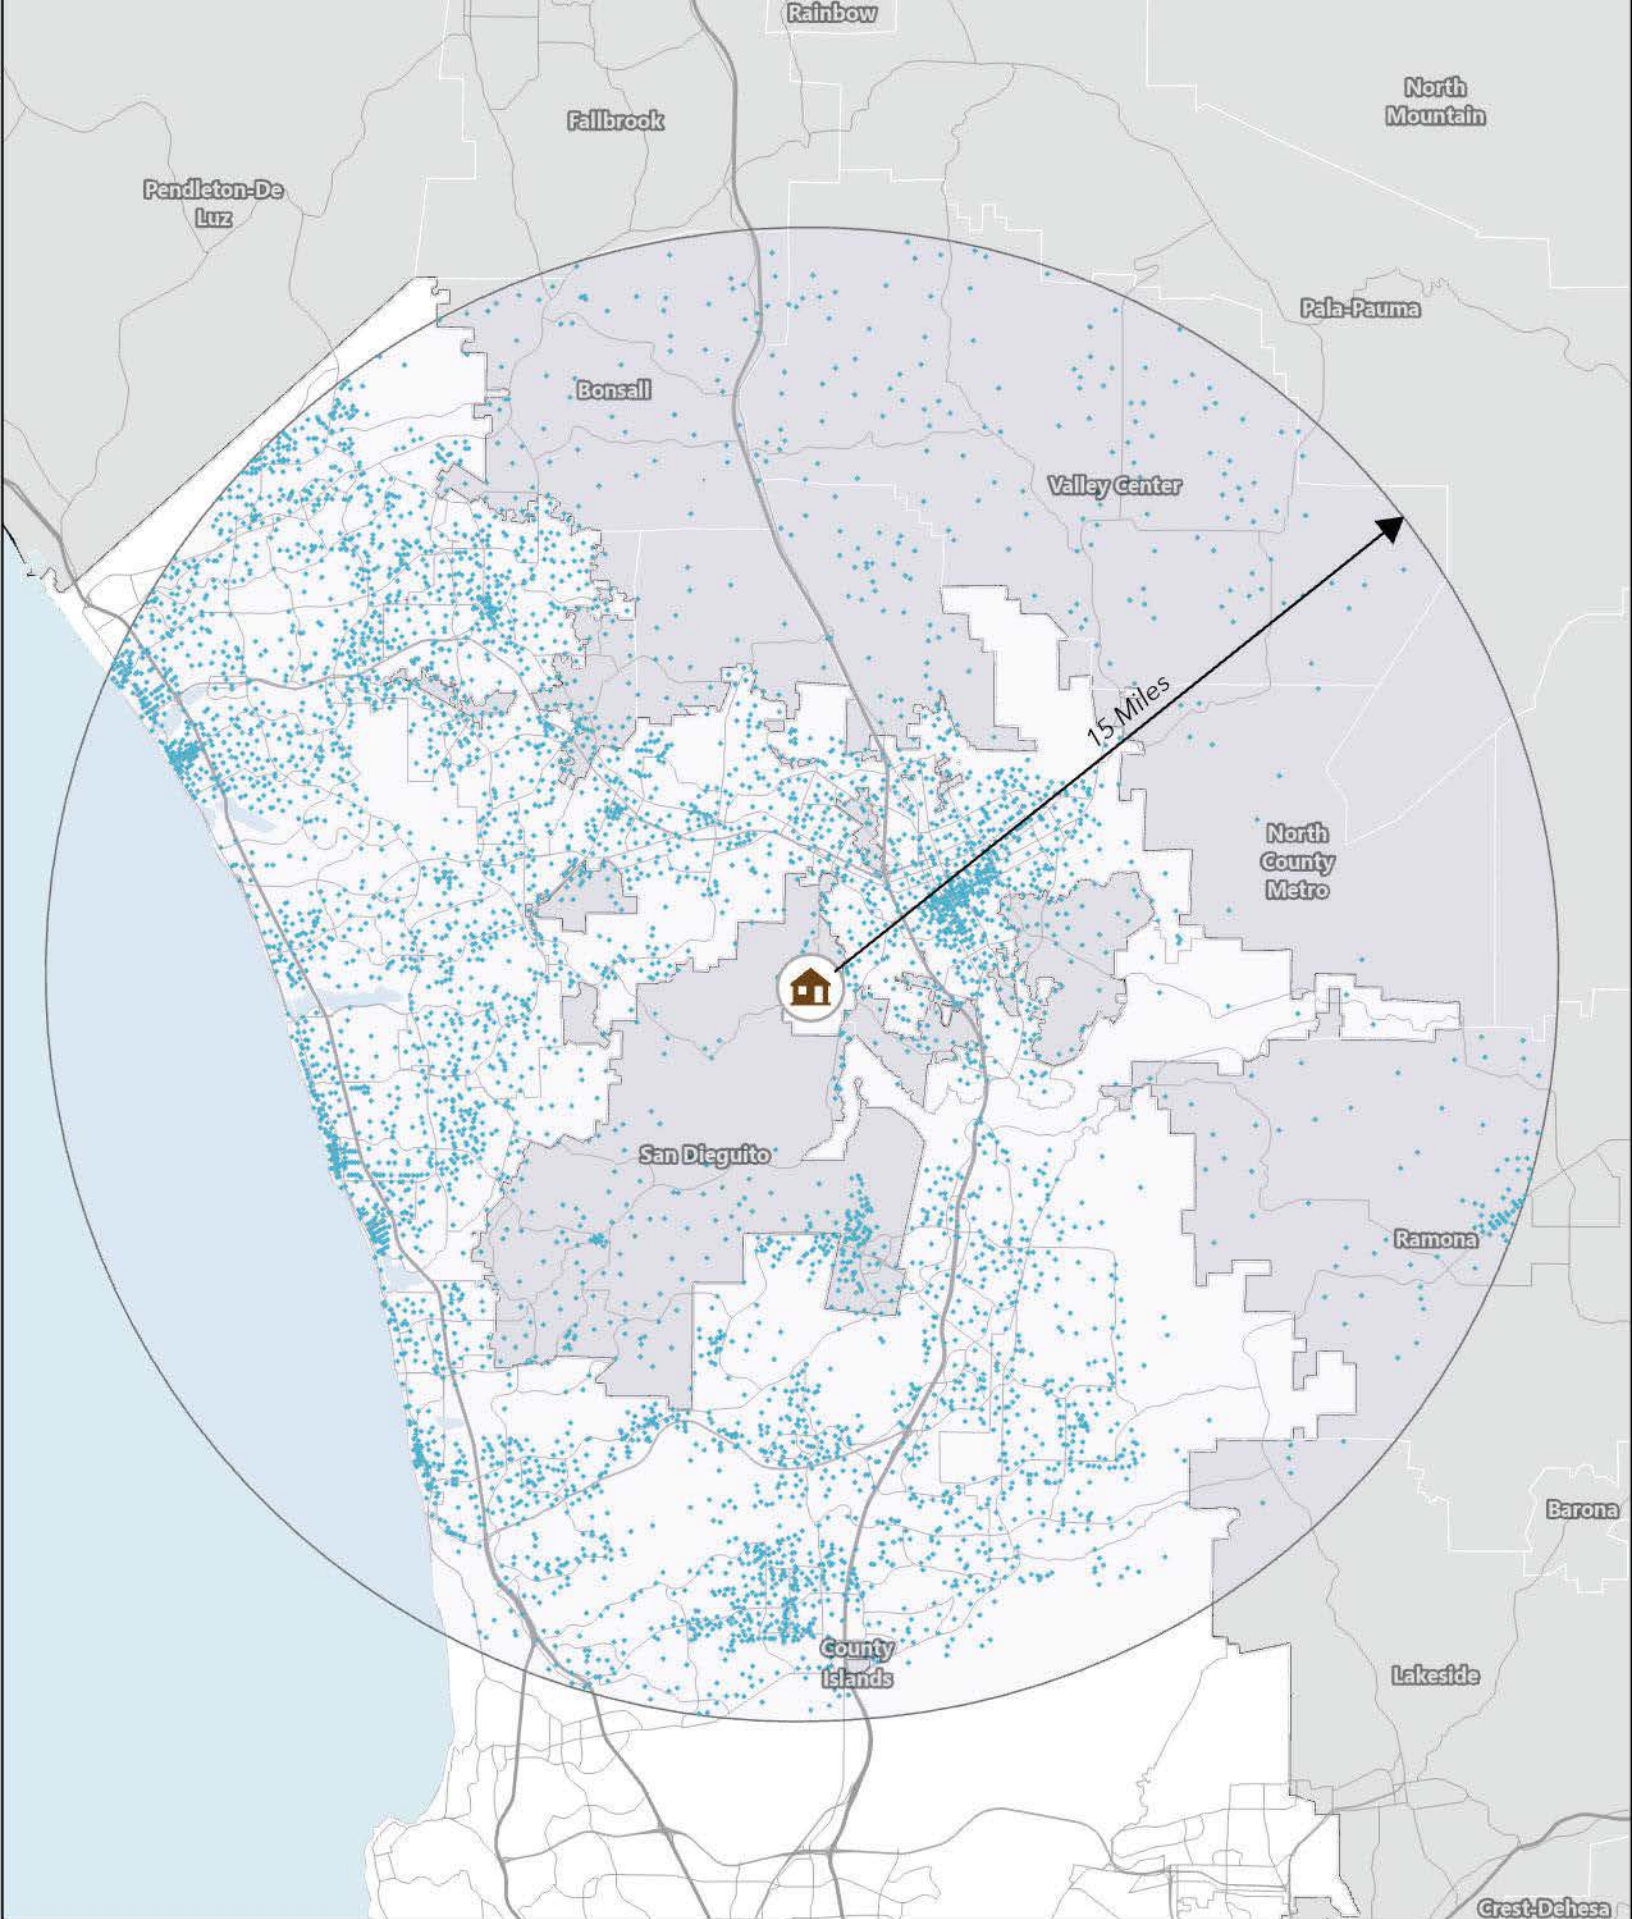 Rainbow
North
Mountain
Fallbrook
Pendleton-De
Luz
Pala-Pauma
Bonsall
Valley Center
15 Miles
North
County
Metro
San Dieguito
Ramona
Barona
County
Islands
Lakeside
Crest-Dehesa